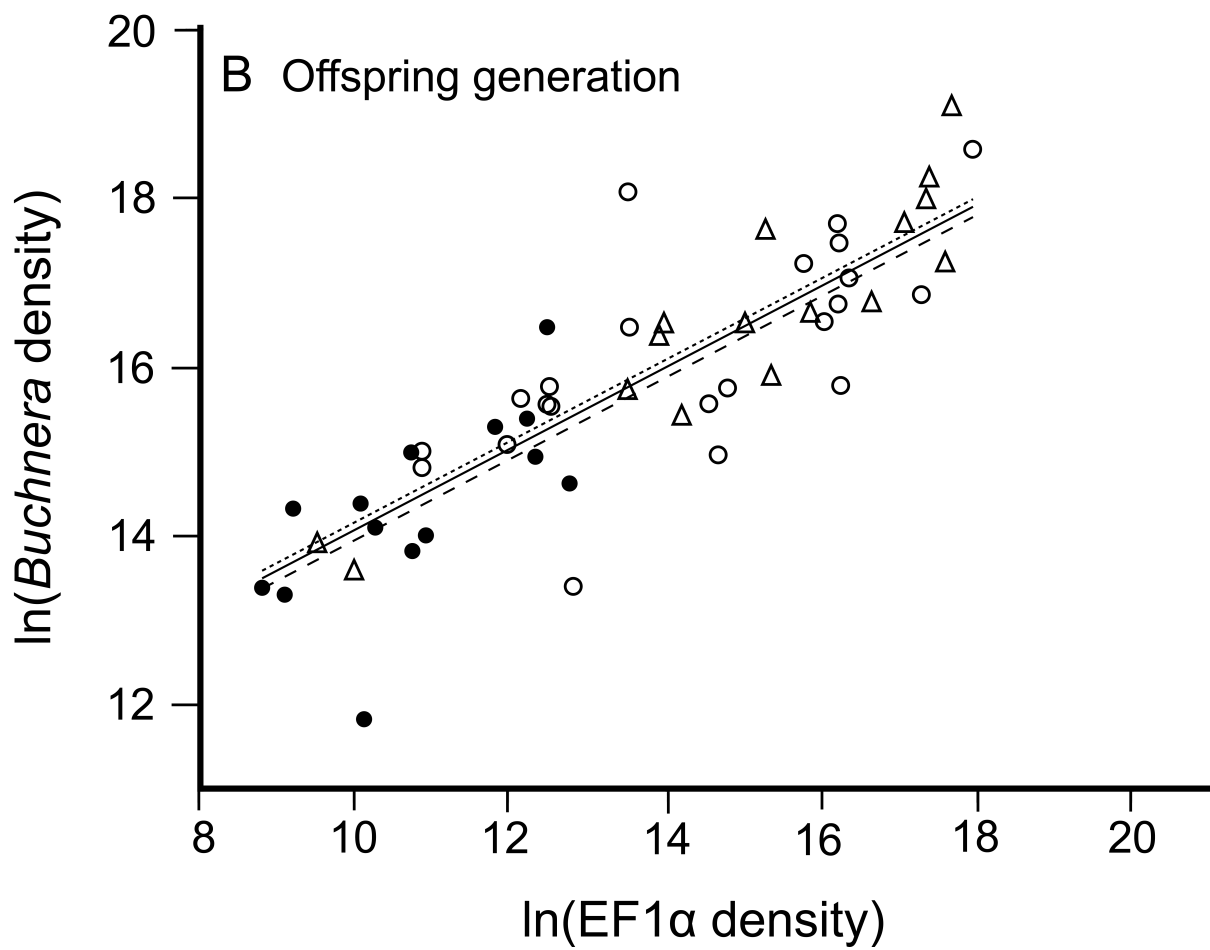 20
B Offspring generation
18
16
14
12
ln(Buchnera density)
8 10 12 14 16 18 20
ln(EF1α density)